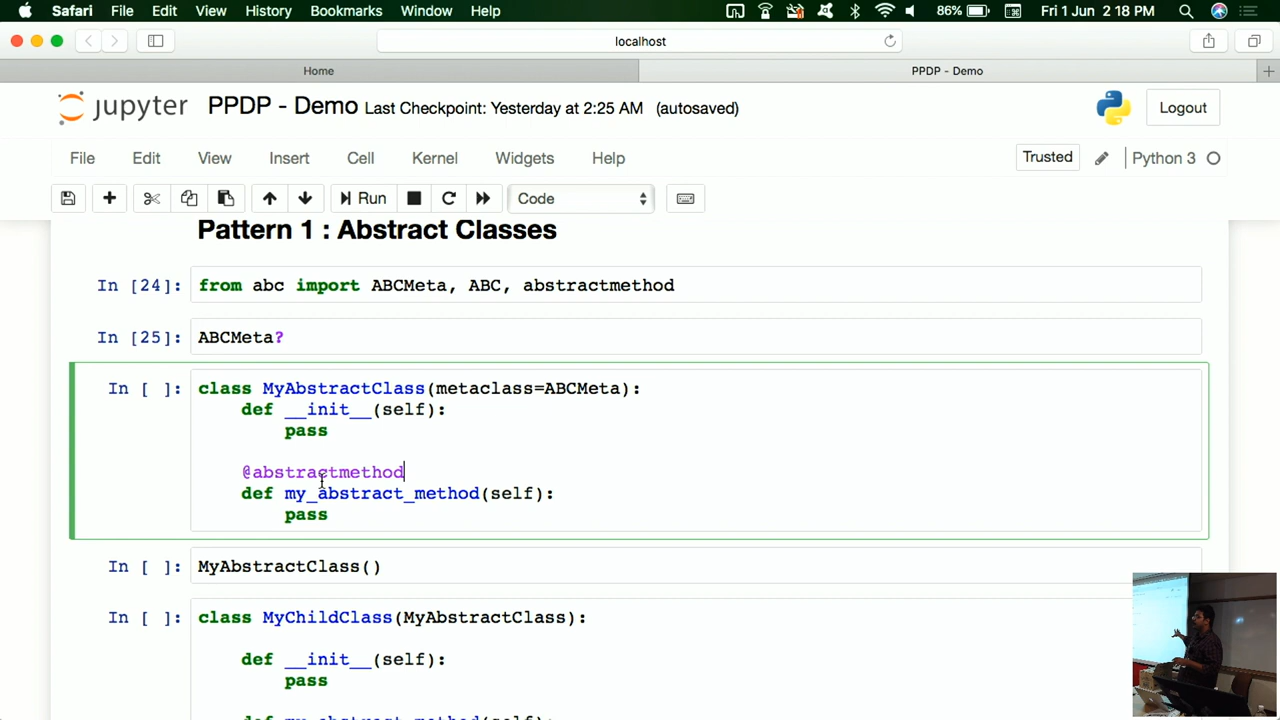 Safari File Edit View History Bookmarks Window Help 86% Fri 1 Jun 2 18 PM
localhost
Home PPDP - Demo
jupyter PPDP - Demo Last Checkpoint: Yesterday at 2:25 AM (autosaved) Logout
File Edit View Insert Cell Kernel Widgets Help Trusted Python 3
Run Code
Pattern 1 : Abstract Classes
In [24]: from abc import ABCMeta, ABC, abstractmethod
In [25]: ABCMeta?
In [ ]: class MyAbstractClass(metaclass=ABCMeta):
def __init__(self):
pass
@abstractmethod
def my_abstract_method(self):
pass
In [ ]: MyAbstractClass()
In [ ]: class MyChildClass(MyAbstractClass):
def __init__(self):
pass
def my_abstract_method(self):